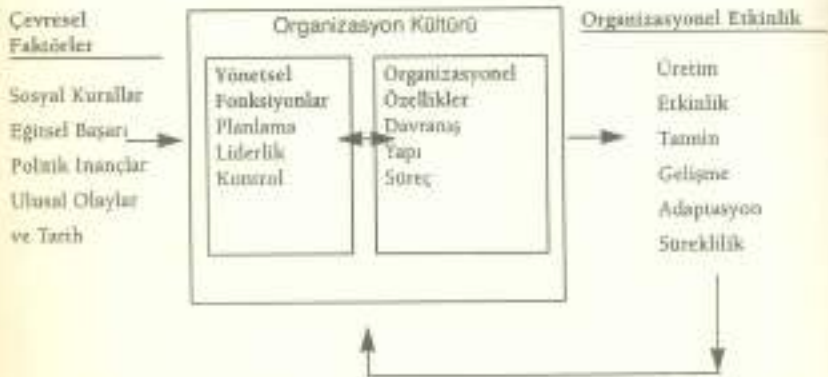 Çevresel
Faktörler
Sosyal Kurallar
Eğitsel Başarı
Politik İnançlar
Ulusal Olaylar
ve Tarih
Organizasyon Kültürü
Yönetsel
Fonksiyonlar
Planlama
Liderlik
Kontrol
Organizasyonel
Özellikler
Davranış
Yapı
Süreç
Organizasyonel Etkinlik
Üretim
Etkinlik
Tatmin
Gelişme
Adaptasyon
Süreklilik